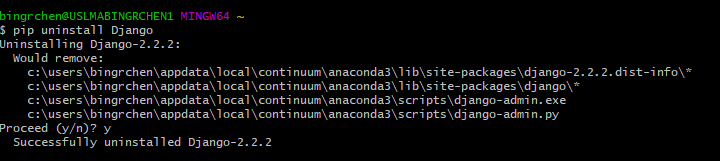 bingrchen@USLMABINGRCHEN1 MINGW64 ~
$ pip uninstall Django
Uninstalling Django-2.2.2:
  Would remove:
    c:\users\bingrchen\appdata\local\continuum\anaconda3\lib\site-packages\django-2.2.2.dist-info\*
    c:\users\bingrchen\appdata\local\continuum\anaconda3\lib\site-packages\django\*
    c:\users\bingrchen\appdata\local\continuum\anaconda3\scripts\django-admin.exe
    c:\users\bingrchen\appdata\local\continuum\anaconda3\scripts\django-admin.py
Proceed (y/n)? y
  Successfully uninstalled Django-2.2.2